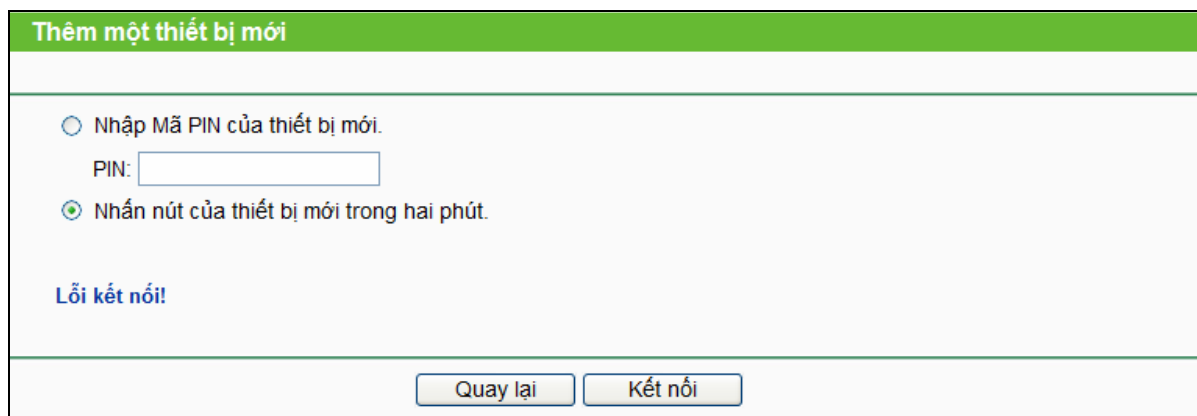 Thêm một thiết bị mới
Nhập Mã PIN của thiết bị mới.
PIN:
Nhấn nút của thiết bị mới trong hai phút.
Lỗi kết nối!
Quay lại Kết nối